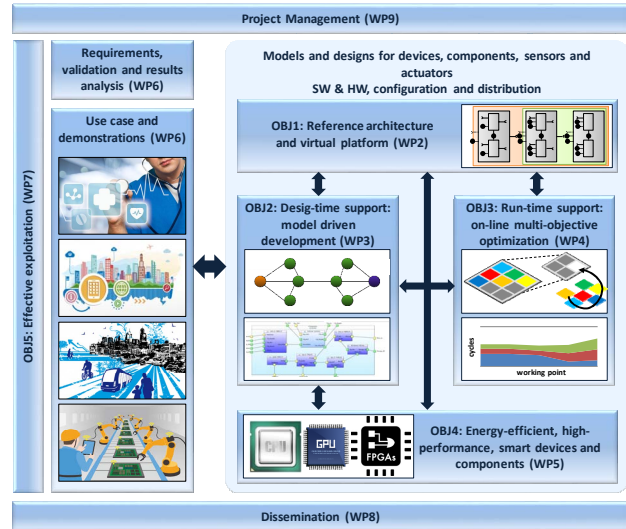 Project Management (WP9)
OBJ5: Effective exploitation (WP7)
Requirements,
validation and results
analysis (WP6)
Use case and
demonstrations (WP6)
Models and designs for devices, components, sensors and
actuators
SW & HW, configuration and distribution
OBJ1: Reference architecture
and virtual platform (WP2)
OBJ2: Desig-time support:
model driven
development (WP3)
OBJ3: Run-time support:
on-line multi-objective
optimization (WP4)
cycles
working point
CPU
GPU
FPGAs
OBJ4: Energy-efficient, high-
performance, smart devices and
components (WP5)
Dissemination (WP8)